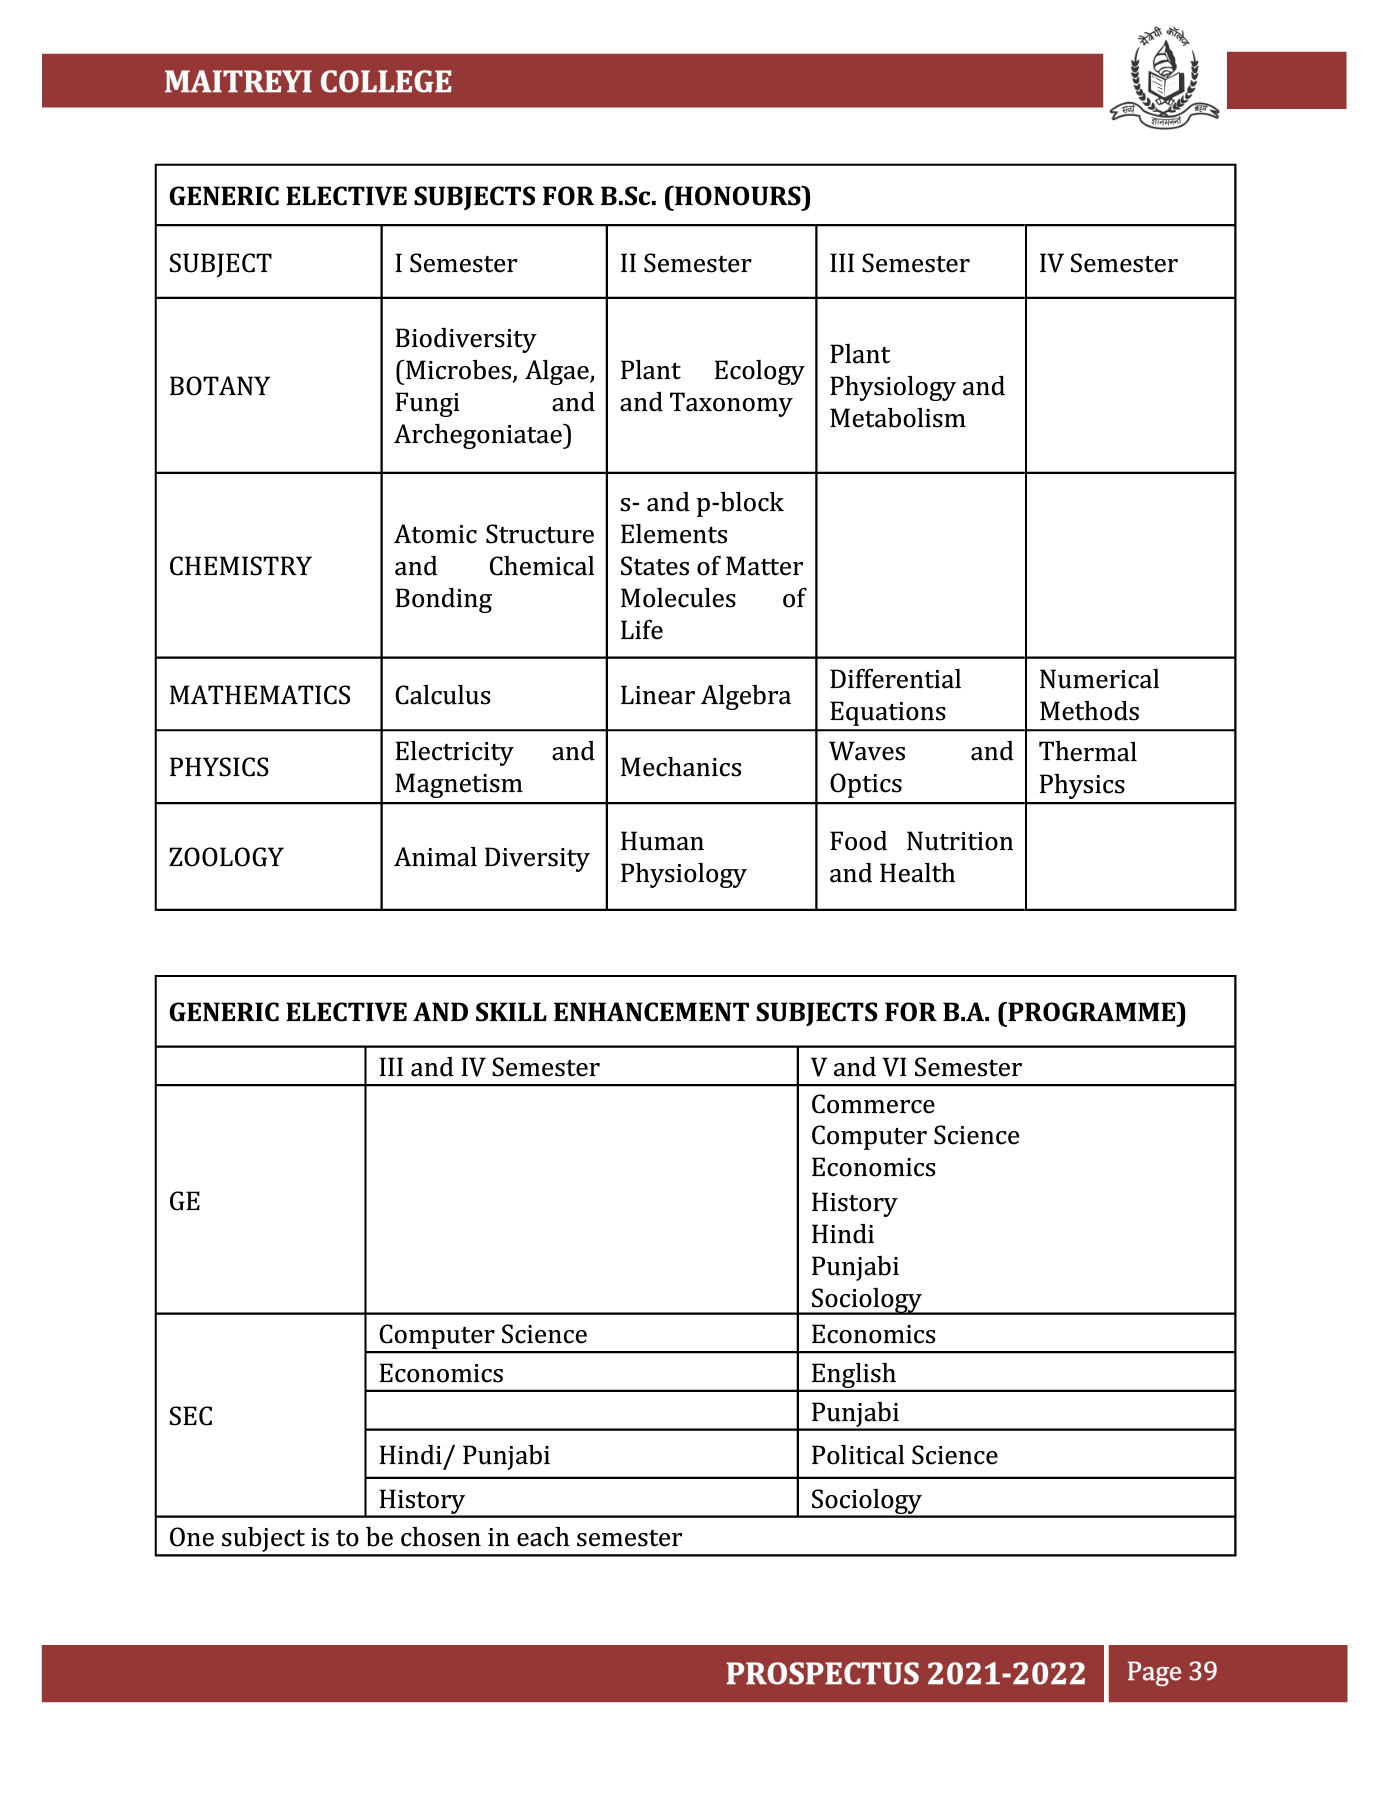 MAITREYI COLLEGE
मैत्रेयी कॉलेज
सत्यं ज्ञानमनन्तं ब्रह्म
GENERIC ELECTIVE SUBJECTS FOR B.Sc. (HONOURS)
SUBJECT I Semester II Semester III Semester IV Semester
BOTANY
Biodiversity
(Microbes, Algae,
Fungi and
Archegoniatae)
Plant Ecology
and Taxonomy
Plant
Physiology and
Metabolism
CHEMISTRY
Atomic Structure
and Chemical
Bonding
s- and p-block
Elements
States of Matter
Molecules of
Life
MATHEMATICS
Calculus
Linear Algebra
Differential
Equations
Numerical
Methods
PHYSICS
Electricity and
Magnetism
Mechanics
Waves and
Optics
Thermal
Physics
ZOOLOGY
Animal Diversity
Human
Physiology
Food Nutrition
and Health
GENERIC ELECTIVE AND SKILL ENHANCEMENT SUBJECTS FOR B.A. (PROGRAMME)
III and IV Semester V and VI Semester
GE
Commerce
Computer Science
Economics
History
Hindi
Punjabi
Sociology
SEC
Computer Science Economics
Economics English
Punjabi
Hindi/ Punjabi Political Science
History Sociology
One subject is to be chosen in each semester
PROSPECTUS 2021-2022 Page 39